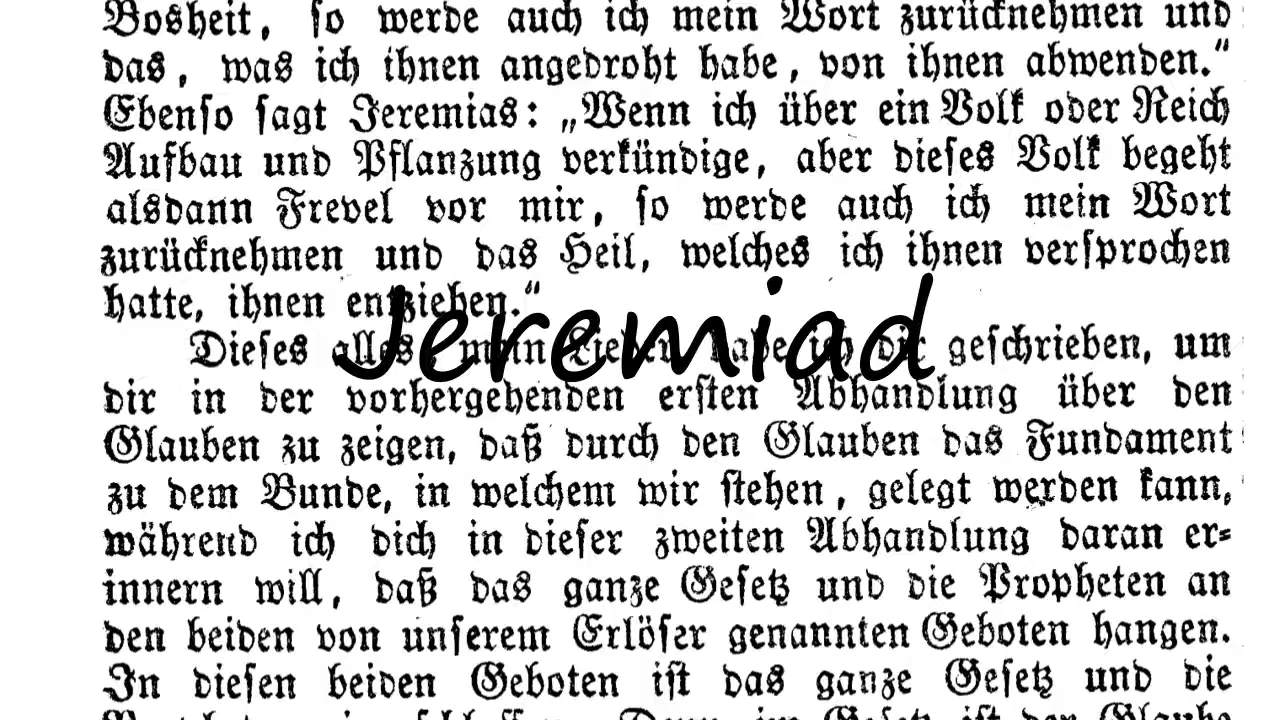 Bosheit, so werde auch ich mein Wort zurücknehmen und
das, was ich ihnen angedroht habe, von ihnen abwenden.“
Ebenso sagt Jeremias: „Wenn ich über ein Volk oder Reich
Aufbau und Pflanzung verkündige, aber dieses Volk begeht
alsdann Frevel vor mir, so werde auch ich mein Wort
zurücknehmen und das Heil, welches ich ihnen versprochen
hatte, ihnen entziehen.“
Jeremiad
Dieses alles, mein Lieber, habe ich dir geschrieben, um
dir in der vorhergehenden ersten Abhandlung über den
Glauben zu zeigen, daß durch den Glauben das Fundament
zu dem Bunde, in welchem wir stehen, gelegt werden kann,
während ich dich in dieser zweiten Abhandlung daran er=
innern will, daß das ganze Gesetz und die Propheten an
den beiden von unserem Erlöser genannten Geboten hangen.
In diesen beiden Geboten ist das ganze Gesetz und die